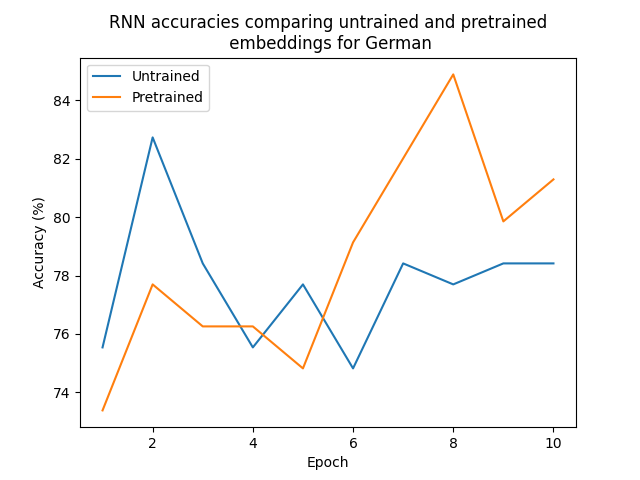 RNN accuracies comparing untrained and pretrained
embeddings for German
Untrained
Pretrained
84
82
80
78
76
74
Accuracy (%)
2 4 6 8 10
Epoch